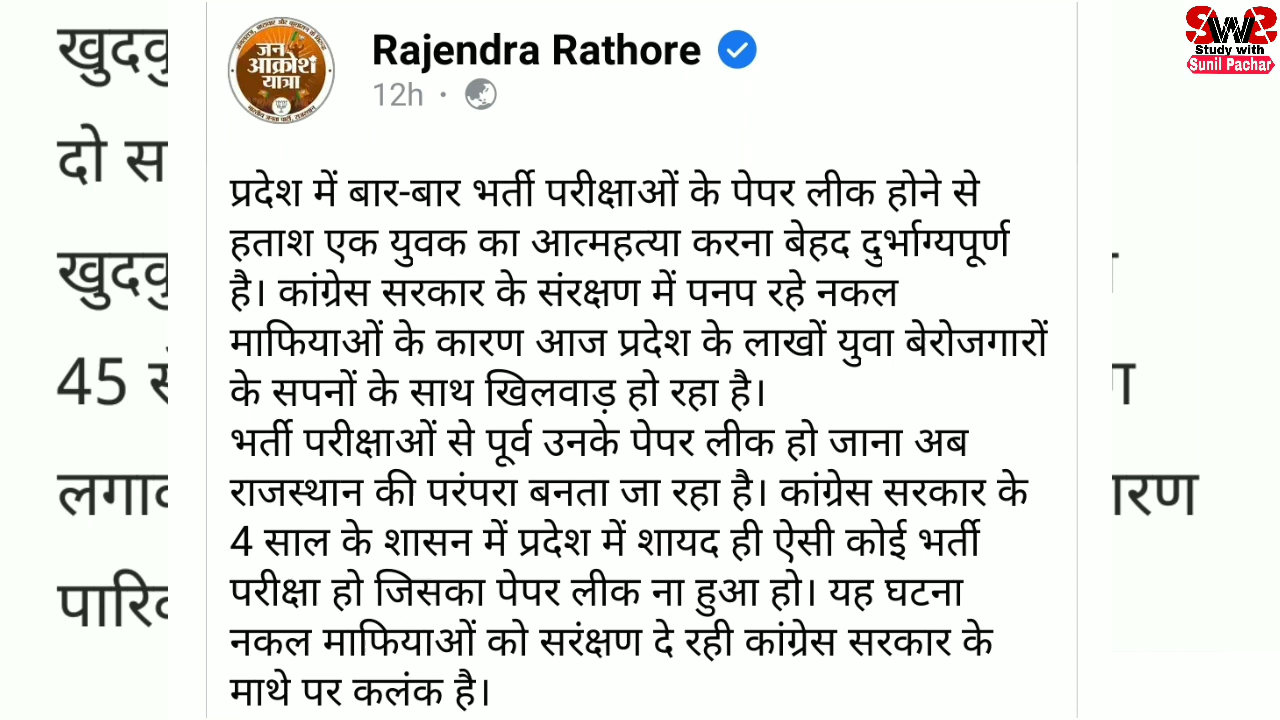 Rajendra Rathore
12h
प्रदेश में बार-बार भर्ती परीक्षाओं के पेपर लीक होने से
हताश एक युवक का आत्महत्या करना बेहद दुर्भाग्यपूर्ण
है। कांग्रेस सरकार के संरक्षण में पनप रहे नकल
माफियाओं के कारण आज प्रदेश के लाखों युवा बेरोजगारों
के सपनों के साथ खिलवाड़ हो रहा है।
भर्ती परीक्षाओं से पूर्व उनके पेपर लीक हो जाना अब
राजस्थान की परंपरा बनता जा रहा है। कांग्रेस सरकार के
4 साल के शासन में प्रदेश में शायद ही ऐसी कोई भर्ती
परीक्षा हो जिसका पेपर लीक ना हुआ हो। यह घटना
नकल माफियाओं को सरंक्षण दे रही कांग्रेस सरकार के
माथे पर कलंक है।
जन
आक्रोश
यात्रा
SWS
Study with
Sunil Pachar
दो
45